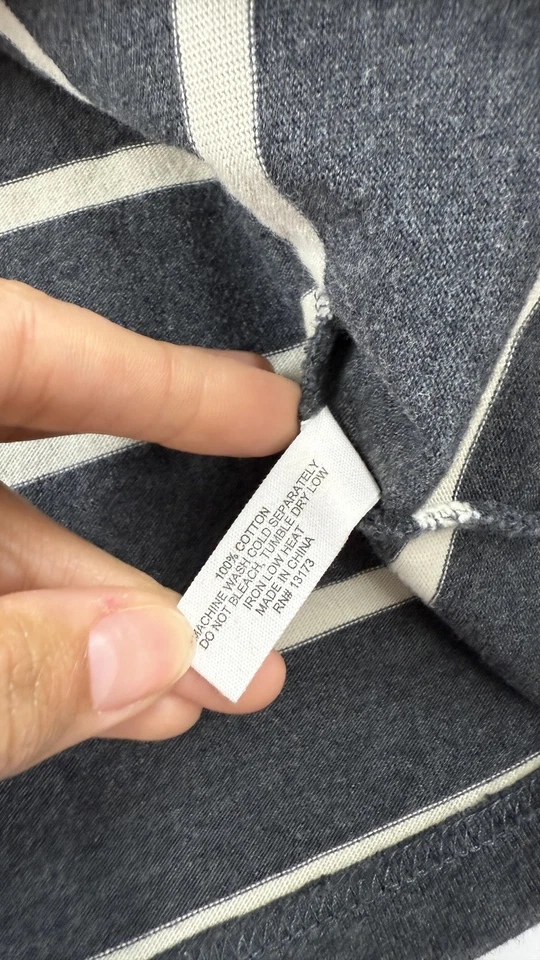 100% COTTON
MACHINE WASH COLD SEPARATELY
DO NOT BLEACH, TUMBLE DRY LOW
IRON LOW HEAT
MADE IN CHINA
RN# 13173